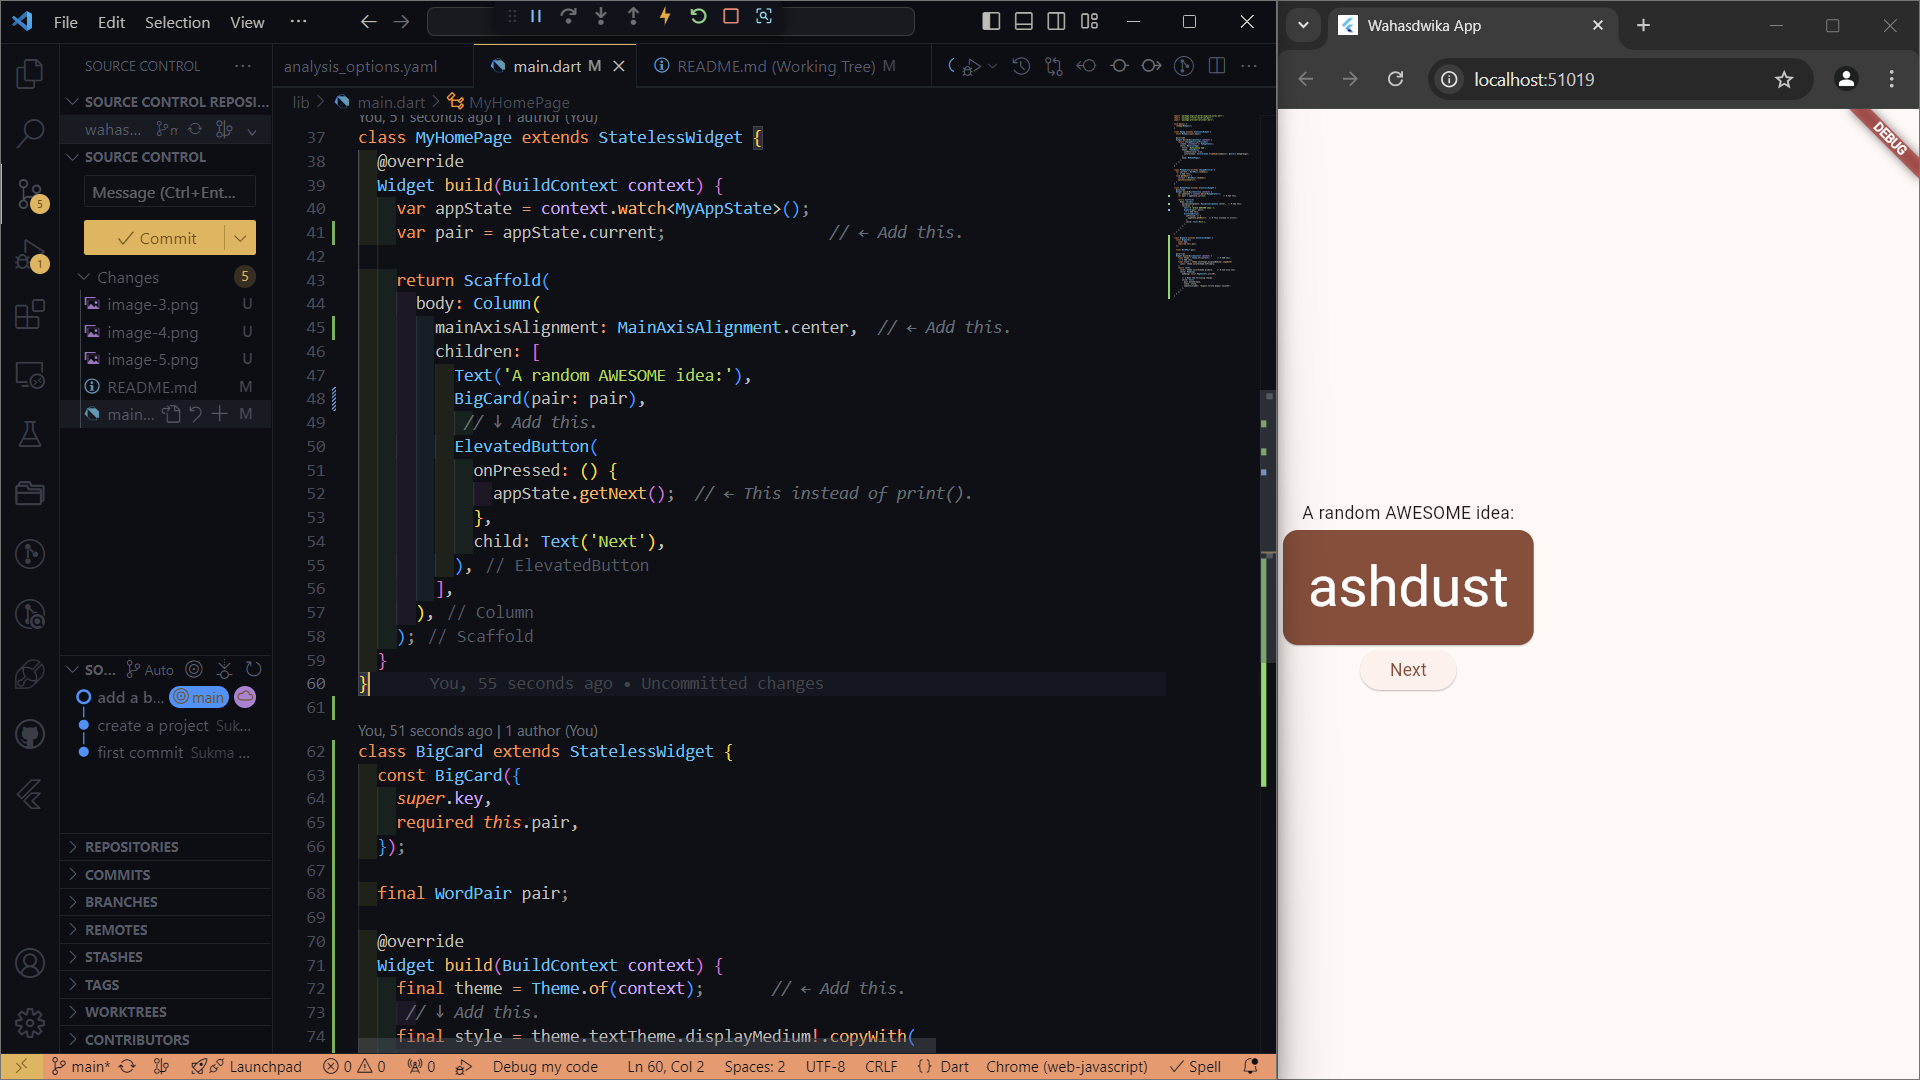 File Edit Selection View ···
SOURCE CONTROL ···
SOURCE CONTROL REPOSI...
wahas...
SOURCE CONTROL
Message (Ctrl+Ent...
Commit
Changes 5
image-3.png U
image-4.png U
image-5.png U
README.md M
main... M
5
1
SO... Auto
add a b... main
create a project Suk...
first commit Sukma ...
REPOSITORIES
COMMITS
BRANCHES
REMOTES
STASHES
TAGS
WORKTREES
CONTRIBUTORS
analysis_options.yaml main.dart M README.md (Working Tree) M
lib > main.dart > MyHomePage
You, 51 seconds ago | 1 author (You)
37 class MyHomePage extends StatelessWidget {
38 @override
39 Widget build(BuildContext context) {
40 var appState = context.watch<MyAppState>();
41 var pair = appState.current; // ← Add this.
42
43 return Scaffold(
44 body: Column(
45 mainAxisAlignment: MainAxisAlignment.center, // ← Add this.
46 children: [
47 Text('A random AWESOME idea:'),
48 BigCard(pair: pair),
49 // ↓ Add this.
50 ElevatedButton(
51 onPressed: () {
52 appState.getNext(); // ← This instead of print().
53 },
54 child: Text('Next'),
55 ), // ElevatedButton
56 ],
57 ), // Column
58 ); // Scaffold
59 }
60 } You, 55 seconds ago • Uncommitted changes
61
You, 51 seconds ago | 1 author (You)
62 class BigCard extends StatelessWidget {
63 const BigCard({
64 super.key,
65 required this.pair,
66 });
67
68 final WordPair pair;
69
70 @override
71 Widget build(BuildContext context) {
72 final theme = Theme.of(context); // ← Add this.
73 // ↓ Add this.
74 final style = theme.textTheme.displayMedium!.copyWith(
main* Launchpad 0 0 0 Debug my code Ln 60, Col 2 Spaces: 2 UTF-8 CRLF {} Dart Chrome (web-javascript) Spell
Wahasdwika App
localhost:51019
DEBUG
A random AWESOME idea:
ashdust
Next